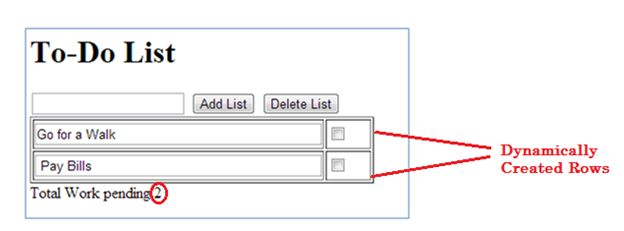 To-Do List
Add List Delete List
Go for a Walk
Pay Bills
Total Work pending 2
Dynamically
Created Rows